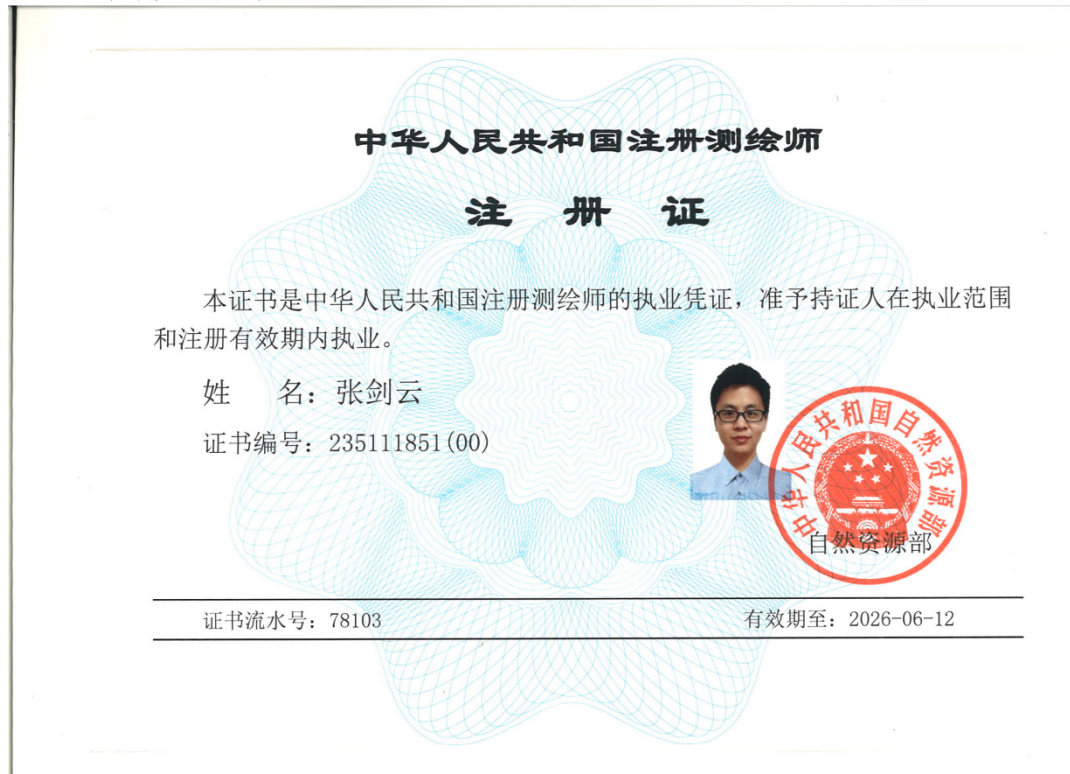 中华人民共和国注册测绘师
注 册 证
本证书是中华人民共和国注册测绘师的执业凭证，准予持证人在执业范围
和注册有效期内执业。
姓 名：张剑云
证书编号：235111851(00)
中华人民共和国自然资源部
自然资源部
证书流水号：78103
有效期至：2026-06-12